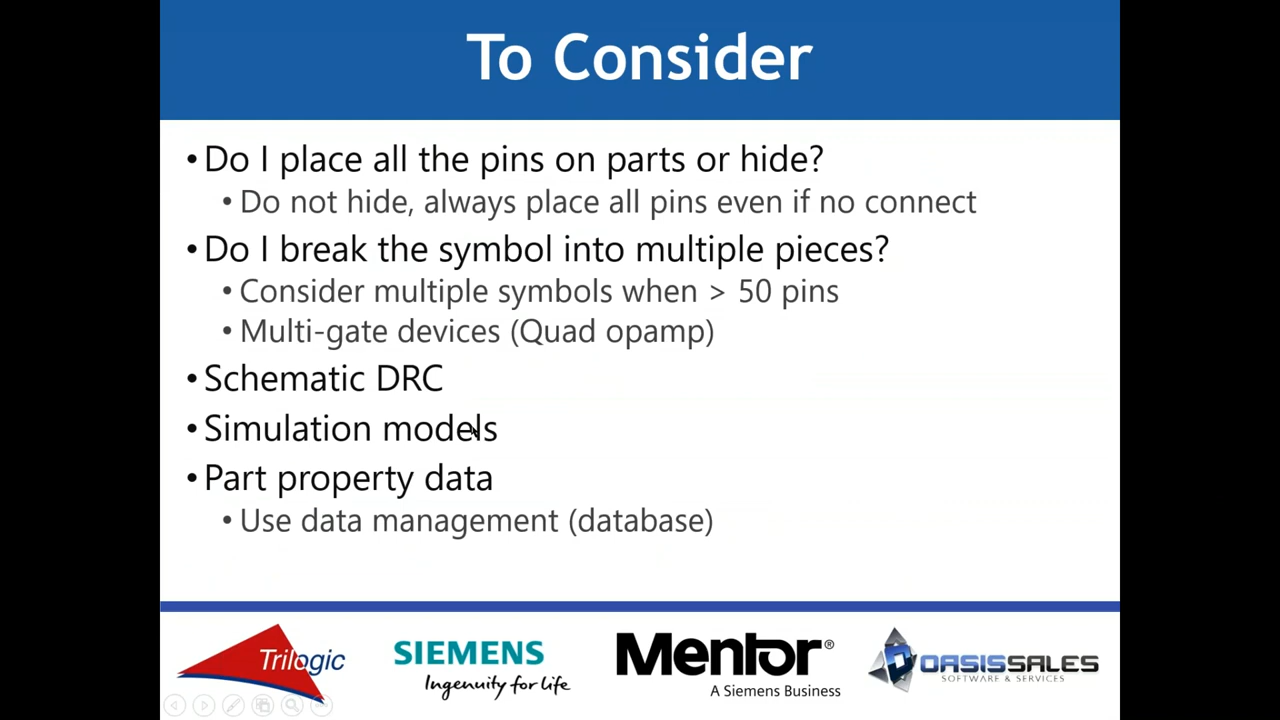 To Consider
• Do I place all the pins on parts or hide?
• Do not hide, always place all pins even if no connect
• Do I break the symbol into multiple pieces?
• Consider multiple symbols when > 50 pins
• Multi-gate devices (Quad opamp)
• Schematic DRC
• Simulation models
• Part property data
• Use data management (database)
Trilogic
SIEMENS
Ingenuity for life
Mentor®
A Siemens Business
OASISSALES
SOFTWARE & SERVICES